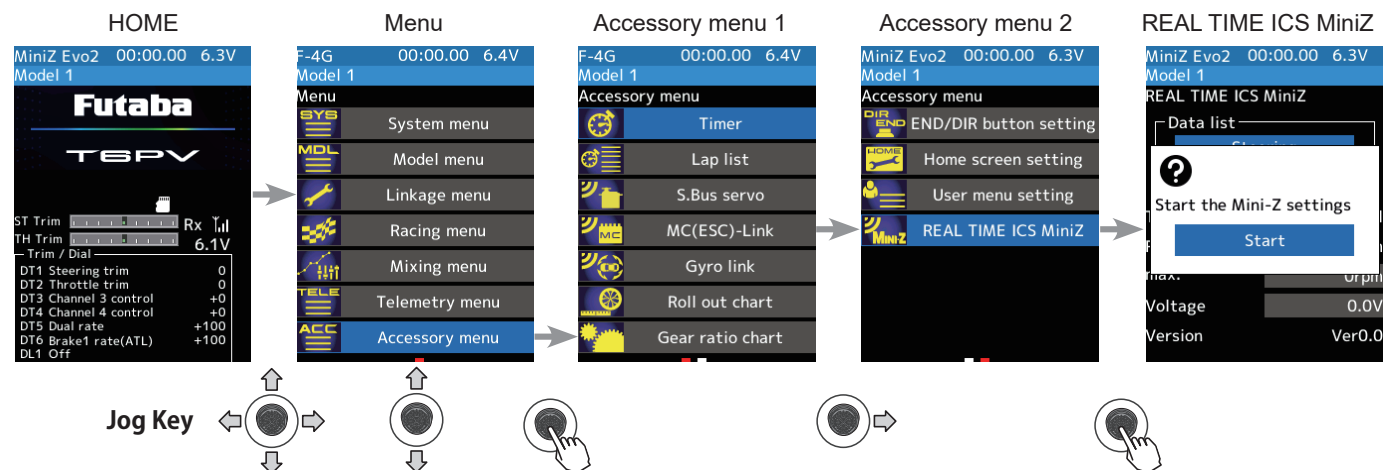 HOME
MiniZ Evo2 00:00.00 6.3V
Model 1
Futaba
T6PV
ST Trim
Rx
TH Trim
6.1V
Trim / Dial
DT1 Steering trim 0
DT2 Throttle trim 0
DT3 Channel 3 control +0
DT4 Channel 4 control +0
DT5 Dual rate +100
DT6 Brake1 rate(ATL) +100
DL1 Off
Menu
F-4G 00:00.00 6.4V
Model 1
Menu
SYS System menu
MDL Model menu
Linkage menu
Racing menu
Mixing menu
TELE Telemetry menu
ACC Accessory menu
Accessory menu 1
F-4G 00:00.00 6.4V
Model 1
Accessory menu
Timer
Lap list
S.Bus servo
MC MC(ESC)-Link
Gyro link
Roll out chart
Gear ratio chart
Accessory menu 2
MiniZ Evo2 00:00.00 6.3V
Model 1
Accessory menu
DIR END END/DIR button setting
HOME Home screen setting
User menu setting
MINI-Z REAL TIME ICS MiniZ
REAL TIME ICS MiniZ
MiniZ Evo2 00:00.00 6.3V
Model 1
REAL TIME ICS MiniZ
Data list
?
Start the Mini-Z settings
Start
max. 0rpm
Voltage 0.0V
Version Ver0.0
Jog Key